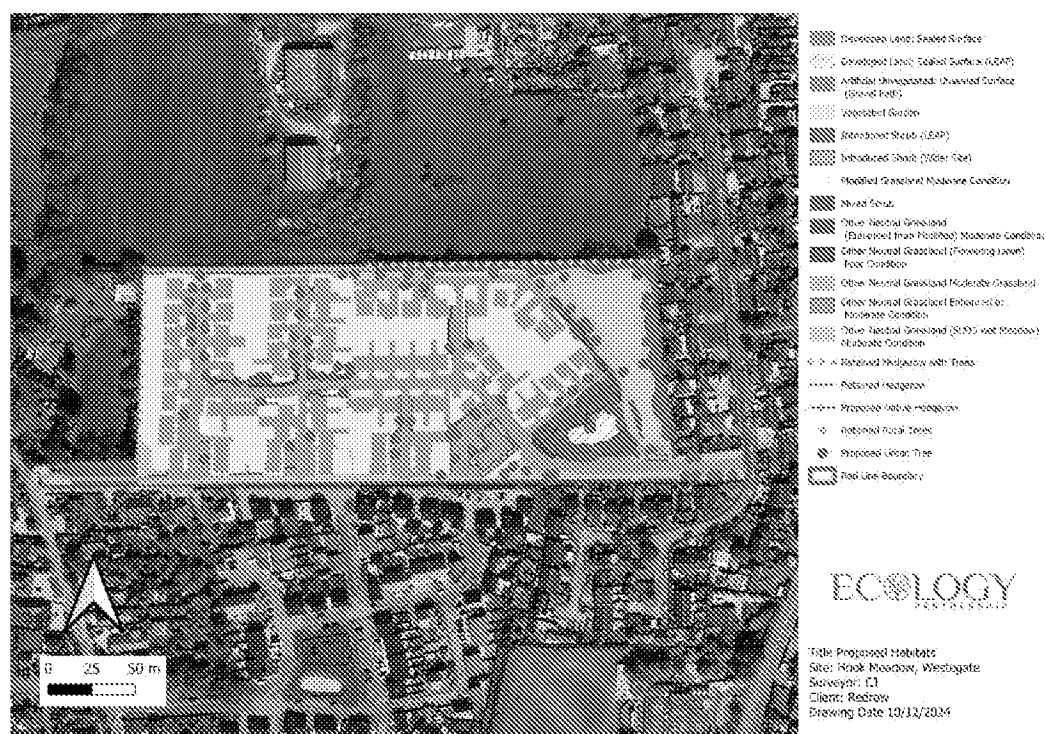 Developed Land; Sealed Surface
Developed Land; Sealed Surface (LEAP)
Artificial Unvegetated; Unsealed Surface
(Gravel Path)
Vegetated Garden
Introduced Shrub (LEAP)
Introduced Shrub (Wider Site)
Modified Grassland Moderate Condition
Mixed Scrub
Other Neutral Grassland
(Enhanced from Modified) Moderate Condition
Other Neutral Grassland (Flowering Lawn)
Poor Condition
Other Neutral Grassland Moderate Grassland
Other Neutral Grassland Enhanced
Moderate Condition
Other Neutral Grassland (SUDS Wet Meadow)
Moderate Condition
Retained Hedgerow with Trees
Retained Hedgerow
Proposed Native Hedgerow
Retained Rural Trees
Proposed Urban Tree
Red Line Boundary
ECOLOGY
PARTNERSHIP
0 25 50 m
Title: Proposed Habitats
Site: Hook Meadow, Westergate
Surveyor: CJ
Client: Redrow
Drawing Date 10/12/2024